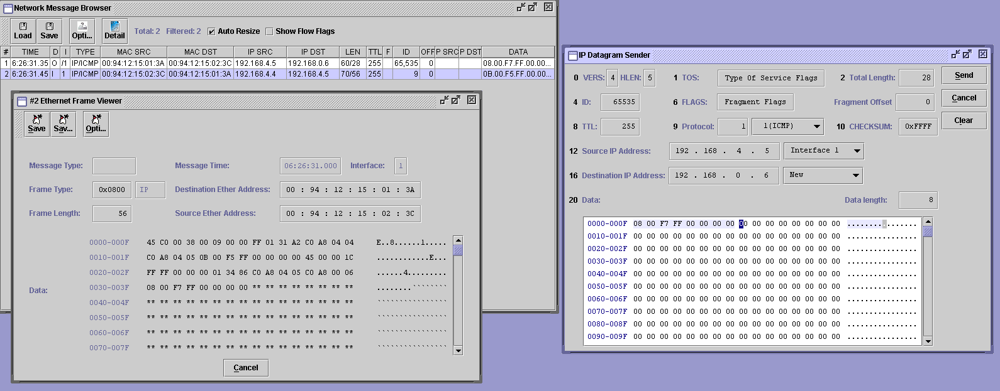 Network Message Browser
Load Save Opti... Detail Total: 2 Filtered: 2 Auto Resize Show Flow Flags
# TIME D I TYPE MAC SRC MAC DST IP SRC IP DST LEN TTL F ID OFF P SRC P DST DATA
1 6:26:31.35 O /1 IP/ICMP 00:94:12:15:01:3A 00:94:12:15:02:3C 192.168.4.5 192.168.0.6 60/28 255 65,535 0 08.00.F7.FF.00.00...
2 6:26:31.45 I 1 IP/ICMP 00:94:12:15:02:3C 00:94:12:15:01:3A 192.168.4.4 192.168.4.5 70/56 255 9 0 0B.00.F5.FF.00.00...
#2 Ethernet Frame Viewer
Save Sav... Opti...
Message Type: Message Time: 06:26:31.000 Interface: 1
Frame Type: 0x0800 IP Destination Ether Address: 00 : 94 : 12 : 15 : 01 : 3A
Frame Length: 56 Source Ether Address: 00 : 94 : 12 : 15 : 02 : 3C
Data:
0000-000F 45 C0 00 38 00 09 00 00 FF 01 31 A2 C0 A8 04 04 E..8......1.....
0010-001F C0 A8 04 05 0B 00 F5 FF 00 00 00 00 45 00 00 1C ............E...
0020-002F FF FF 00 00 00 01 34 86 C0 A8 04 05 C0 A8 00 06 ......4.........
0030-003F 08 00 F7 FF 00 00 00 00 ** ** ** ** ** ** ** ** ........````````
0040-004F ** ** ** ** ** ** ** ** ** ** ** ** ** ** ** ** ````````````````
0050-005F ** ** ** ** ** ** ** ** ** ** ** ** ** ** ** ** ````````````````
0060-006F ** ** ** ** ** ** ** ** ** ** ** ** ** ** ** ** ````````````````
0070-007F ** ** ** ** ** ** ** ** ** ** ** ** ** ** ** ** ````````````````
Cancel
IP Datagram Sender
0 VERS: 4 HLEN: 5 1 TOS: Type Of Service Flags 2 Total Length: 28 Send
4 ID: 65535 6 FLAGS: Fragment Flags Fragment Offset 0 Cancel
8 TTL: 255 9 Protocol: 1 1(ICMP) 10 CHECKSUM: 0xFFFF Clear
12 Source IP Address: 192 . 168 . 4 . 5 Interface 1
16 Destination IP Address: 192 . 168 . 0 . 6 New
20 Data: Data length: 8
0000-000F 08 00 F7 FF 00 00 00 00 00 00 00 00 00 00 00 00 ................
0010-001F 00 00 00 00 00 00 00 00 00 00 00 00 00 00 00 00 ................
0020-002F 00 00 00 00 00 00 00 00 00 00 00 00 00 00 00 00 ................
0030-003F 00 00 00 00 00 00 00 00 00 00 00 00 00 00 00 00 ................
0040-004F 00 00 00 00 00 00 00 00 00 00 00 00 00 00 00 00 ................
0050-005F 00 00 00 00 00 00 00 00 00 00 00 00 00 00 00 00 ................
0060-006F 00 00 00 00 00 00 00 00 00 00 00 00 00 00 00 00 ................
0070-007F 00 00 00 00 00 00 00 00 00 00 00 00 00 00 00 00 ................
0080-008F 00 00 00 00 00 00 00 00 00 00 00 00 00 00 00 00 ................
0090-009F 00 00 00 00 00 00 00 00 00 00 00 00 00 00 00 00 ................